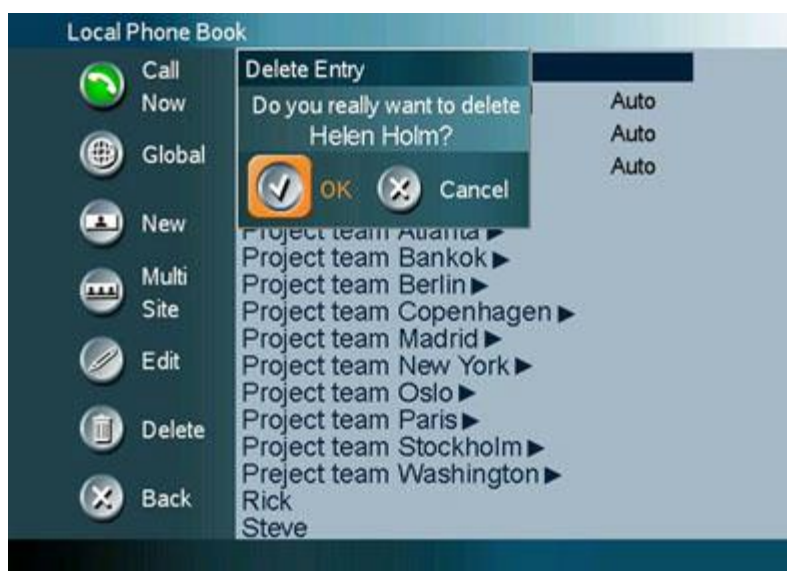 Local Phone Book
Call
Now
Global
New
Multi
Site
Edit
Delete
Back
Delete Entry
Do you really want to delete
Helen Holm?
OK
Cancel
Auto
Auto
Auto
Project team Atlanta ▶
Project team Bankok ▶
Project team Berlin ▶
Project team Copenhagen ▶
Project team Madrid ▶
Project team New York ▶
Project team Oslo ▶
Project team Paris ▶
Project team Stockholm ▶
Preject team Washington ▶
Rick
Steve